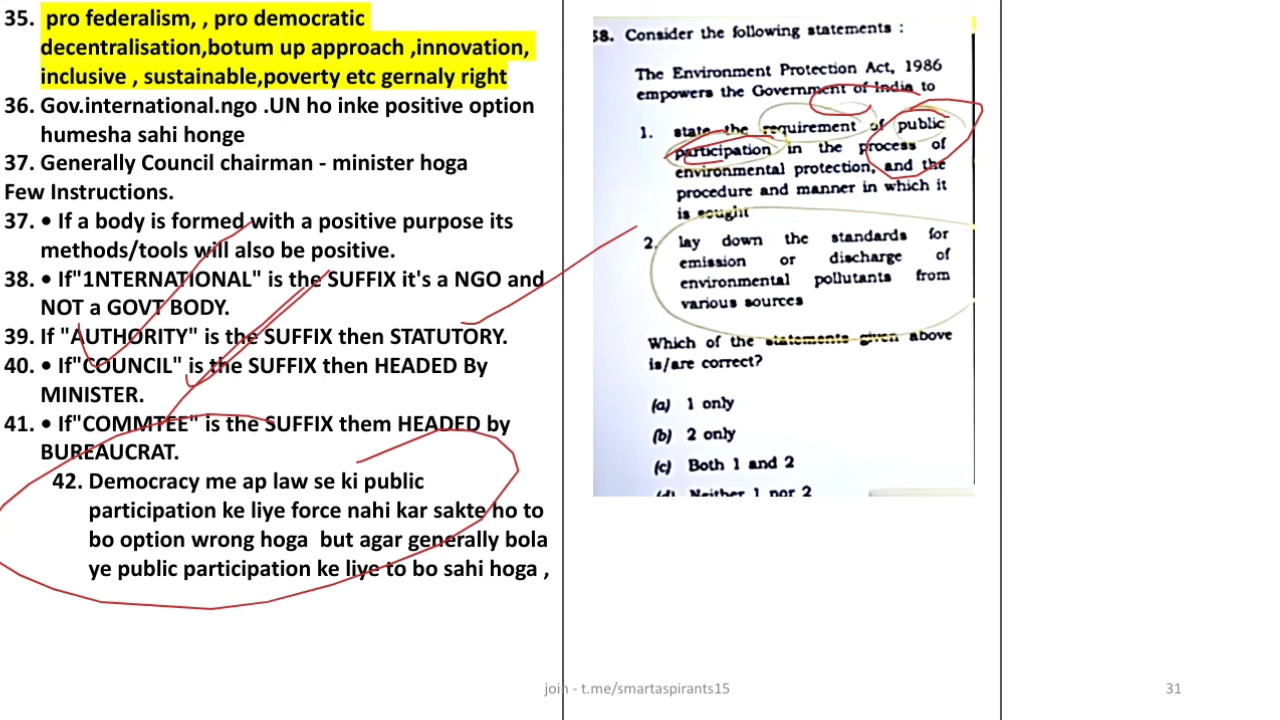 35. pro federalism, , pro democratic
decentralisation,botum up approach ,innovation,
inclusive , sustainable,poverty etc gernaly right
36. Gov.international.ngo .UN ho inke positive option
humesha sahi honge
37. Generally Council chairman - minister hoga
Few Instructions.
37. • If a body is formed with a positive purpose its
methods/tools will also be positive.
38. • If"1NTERNATIONAL" is the SUFFIX it's a NGO and
NOT a GOVT BODY.
39. If "AUTHORITY" is the SUFFIX then STATUTORY.
40. • If"COUNCIL" is the SUFFIX then HEADED By
MINISTER.
41. • If"COMMTEE" is the SUFFIX them HEADED by
BUREAUCRAT.
42. Democracy me ap law se ki public
participation ke liye force nahi kar sakte ho to
bo option wrong hoga but agar generally bola
ye public participation ke liye to bo sahi hoga ,
58. Consider the following statements :
The Environment Protection Act, 1986
empowers the Government of India to
1. state the requirement of public
participation in the process of
environmental protection, and the
procedure and manner in which it
is sought
2. lay down the standards for
emission or discharge of
environmental pollutants from
various sources
Which of the statements given above
is/are correct?
(a) 1 only
(b) 2 only
(c) Both 1 and 2
(d) Neither 1 nor 2
join - t.me/smartaspirants15
31